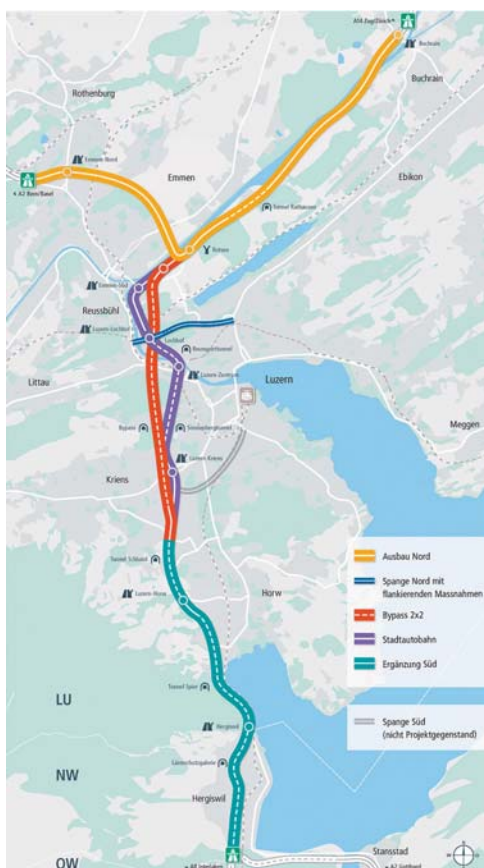 A14 Zug/Zürich
Buchrain
Buchrain
Rothenburg
Emmen-Nord
A2 Bern/Basel
Emmen
Ebikon
Tunnel Rathausen
Rotsee
Emmen-Süd
Reussbühl
Luzern-Lochhof
Lochhof
Reussporttunnel
Littau
Luzern-Zentrum
Luzern
Meggen
Bypass
Sonnenbergtunnel
Luzern-Kriens
Kriens
Tunnel Schlund
Luzern-Horw
Horw
Ausbau Nord
Spange Nord mit
flankierenden Massnahmen
Bypass 2x2
Stadtautobahn
Ergänzung Süd
Spange Süd
(nicht Projektgegenstand)
Tunnel Spier
LU
Hergiswil
Lärmschutzgalerie
NW
Hergiswil
Stansstad
OW
A8 Interlaken
A2 Gotthard